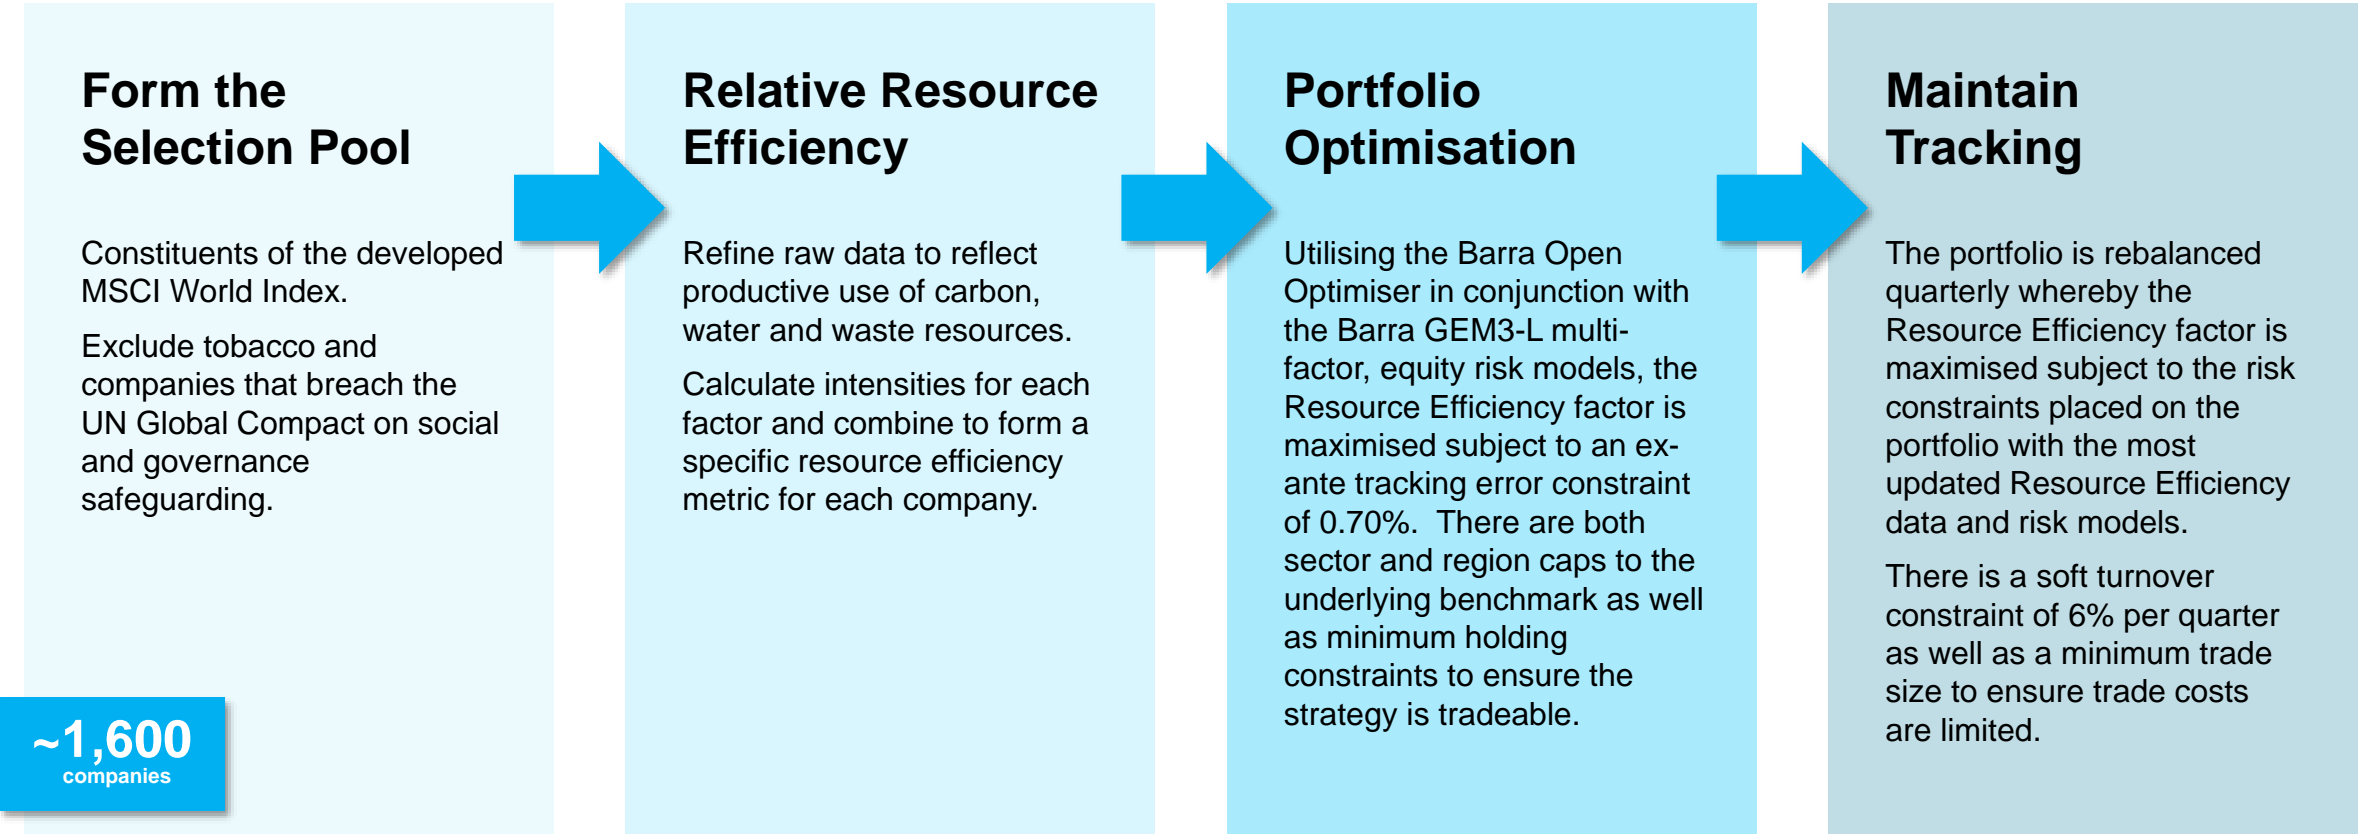 Form the
Selection Pool
Constituents of the developed
MSCI World Index.
Exclude tobacco and
companies that breach the
UN Global Compact on social
and governance
safeguarding.
~1,600
companies
Relative Resource
Efficiency
Refine raw data to reflect
productive use of carbon,
water and waste resources.
Calculate intensities for each
factor and combine to form a
specific resource efficiency
metric for each company.
Portfolio
Optimisation
Utilising the Barra Open
Optimiser in conjunction with
the Barra GEM3-L multi-
factor, equity risk models, the
Resource Efficiency factor is
maximised subject to an ex-
ante tracking error constraint
of 0.70%.  There are both
sector and region caps to the
underlying benchmark as well
as minimum holding
constraints to ensure the
strategy is tradeable.
Maintain
Tracking
The portfolio is rebalanced
quarterly whereby the
Resource Efficiency factor is
maximised subject to the risk
constraints placed on the
portfolio with the most
updated Resource Efficiency
data and risk models.
There is a soft turnover
constraint of 6% per quarter
as well as a minimum trade
size to ensure trade costs
are limited.